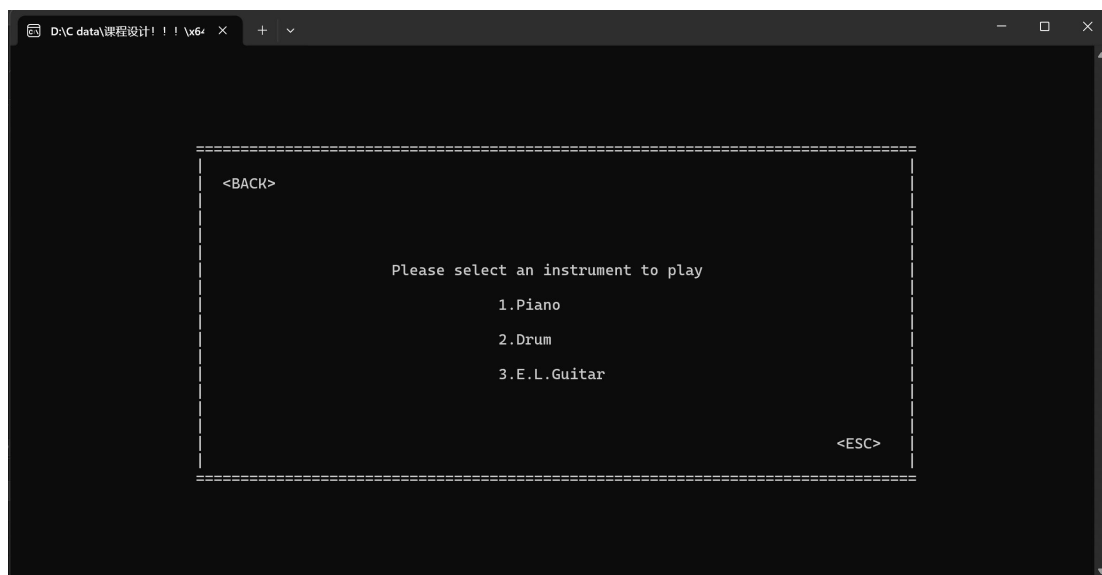 D:\C data\课程设计！！！\x64
<BACK>
Please select an instrument to play
1.Piano
2.Drum
3.E.L.Guitar
<ESC>